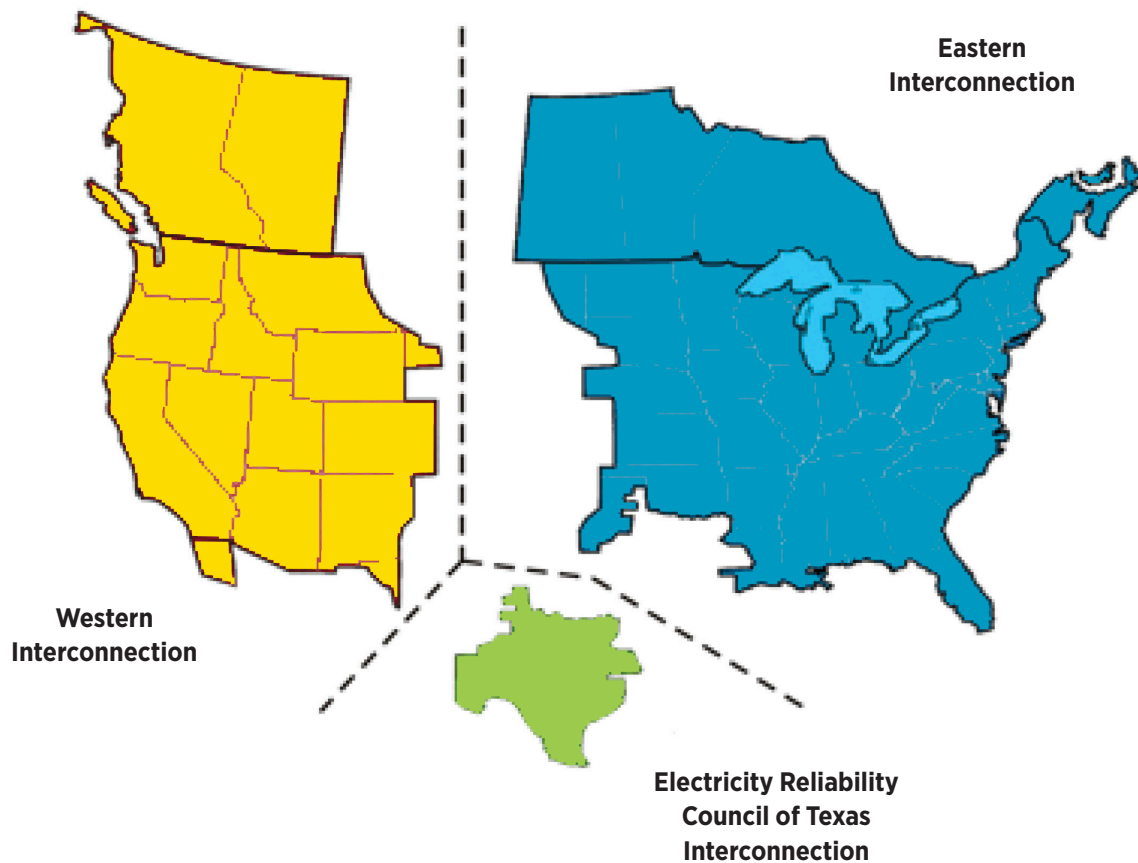 Eastern
Interconnection
Western
Interconnection
Electricity Reliability
Council of Texas
Interconnection